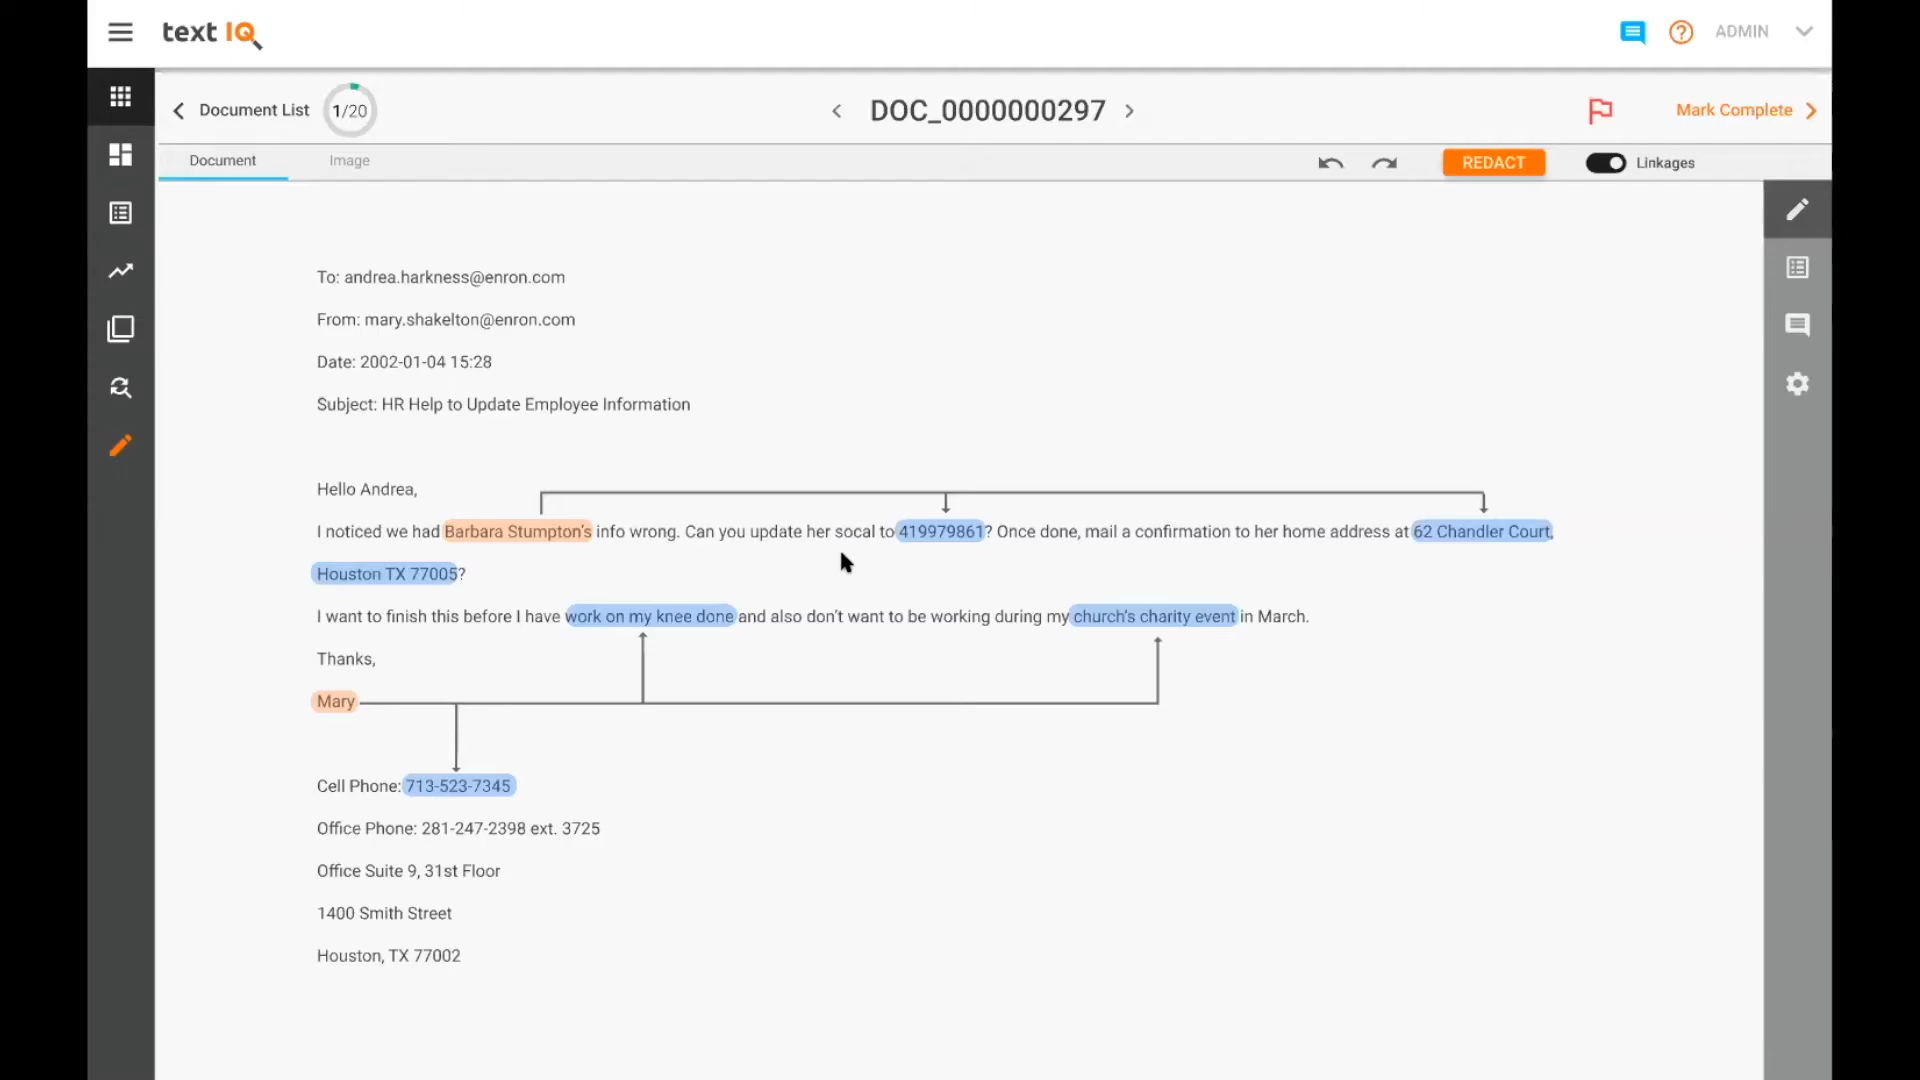 text IQ
ADMIN
Document List 1/20
DOC_0000000297
Mark Complete
Document
Image
REDACT
Linkages
To: andrea.harkness@enron.com
From: mary.shakelton@enron.com
Date: 2002-01-04 15:28
Subject: HR Help to Update Employee Information
Hello Andrea,
I noticed we had Barbara Stumpton's info wrong. Can you update her socal to 419979861? Once done, mail a confirmation to her home address at 62 Chandler Court,
Houston TX 77005?
I want to finish this before I have work on my knee done and also don't want to be working during my church's charity event in March.
Thanks,
Mary
Cell Phone: 713-523-7345
Office Phone: 281-247-2398 ext. 3725
Office Suite 9, 31st Floor
1400 Smith Street
Houston, TX 77002